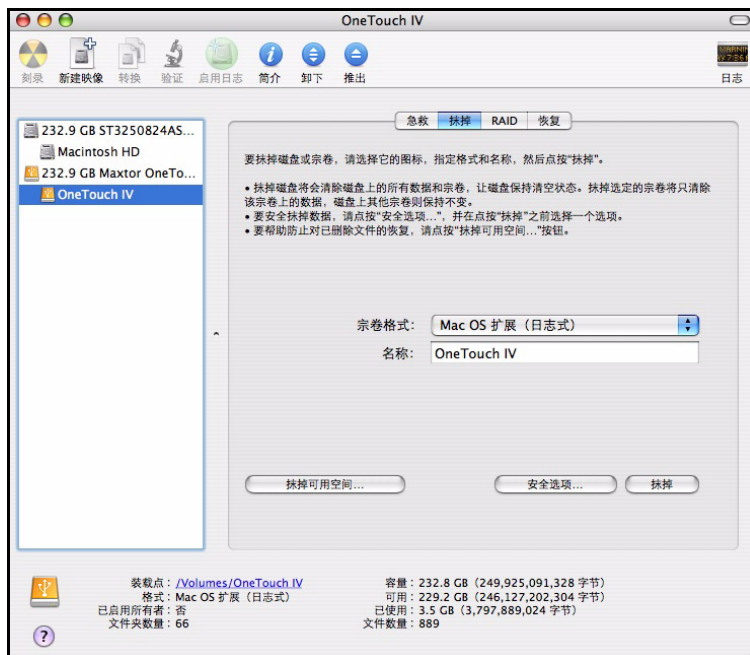 OneTouch IV
刻录 新建映像 转换 验证 启用日志 简介 卸下 推出 日志
232.9 GB ST3250824AS...
Macintosh HD
232.9 GB Maxtor OneTo...
OneTouch IV
急救 抹掉 RAID 恢复
要抹掉磁盘或宗卷，请选择它的图标，指定格式和名称，然后点按“抹掉”。
• 抹掉磁盘将会清除磁盘上的所有数据和宗卷，让磁盘保持清空状态。抹掉选定的宗卷将只清除
该宗卷上的数据，磁盘上其他宗卷则保持不变。
• 要安全抹掉数据，请点按“安全选项...”，并在点按“抹掉”之前选择一个选项。
• 要帮助防止对已删除文件的恢复，请点按“抹掉可用空间...”按钮。
宗卷格式： Mac OS 扩展（日志式）
名称： OneTouch IV
抹掉可用空间... 安全选项... 抹掉
装载点：/Volumes/OneTouch IV
格式：Mac OS 扩展（日志式）
已启用所有者：否
文件夹数量：66
容量：232.8 GB（249,925,091,328 字节）
可用：229.2 GB（246,127,202,304 字节）
已使用：3.5 GB（3,797,889,024 字节）
文件数量：889
?